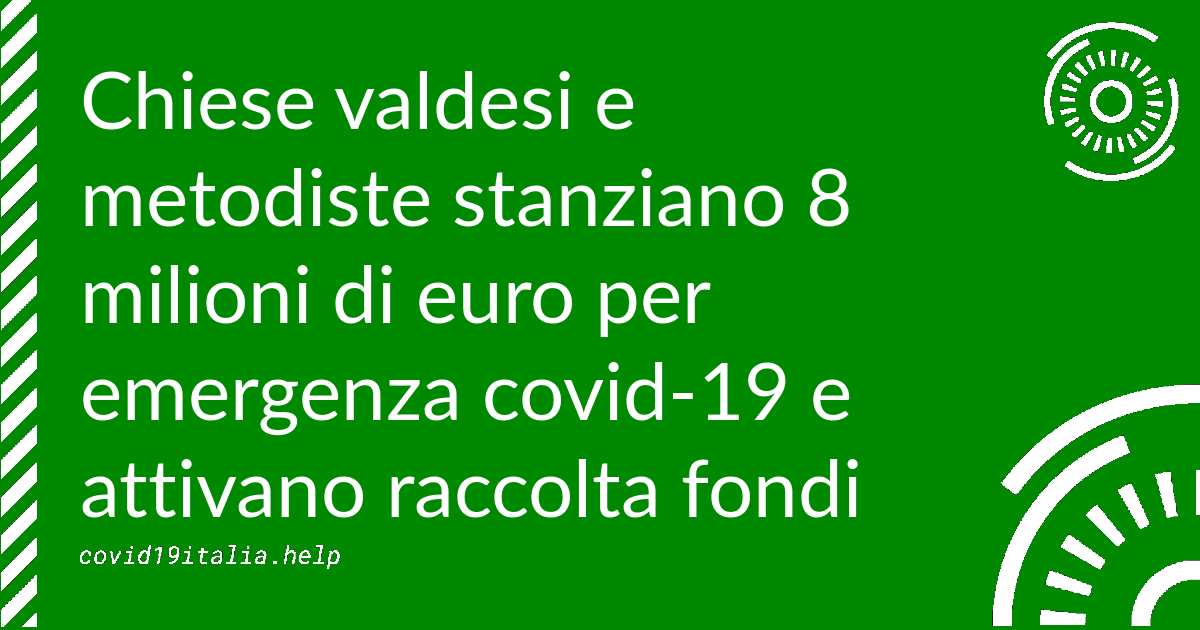 Chiese valdesi e
metodiste stanziano 8
milioni di euro per
emergenza covid-19 e
attivano raccolta fondi
covid19italia.help